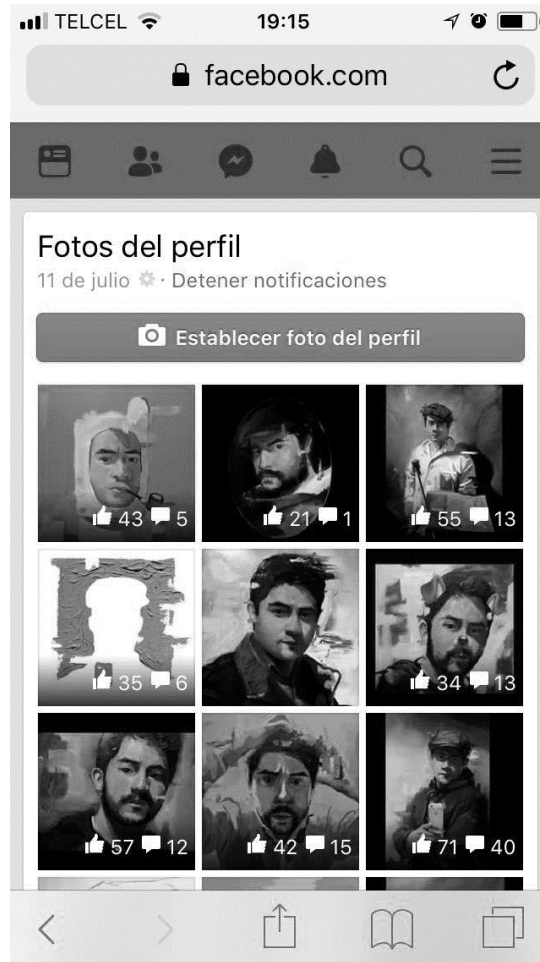 TELCEL 19:15
facebook.com
Fotos del perfil
11 de julio · Detener notificaciones
Establecer foto del perfil
43 5 21 1 55 13
35 6 34 13
57 12 42 15 71 40